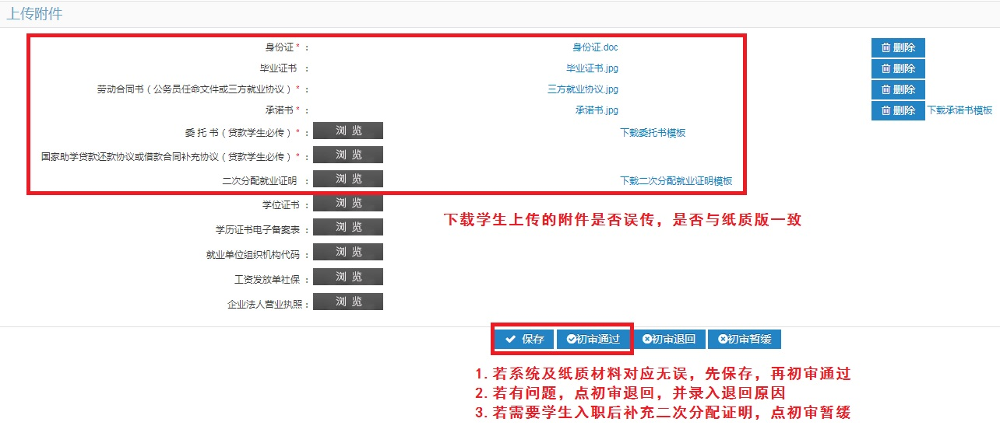 上传附件
身份证 * ： 身份证.doc 删除
毕业证书 ： 毕业证书.jpg 删除
劳动合同书（公务员任命文件或三方就业协议）* ： 三方就业协议.jpg 删除
承诺书 * ： 承诺书.jpg 删除 下载承诺书模板
委 托 书（贷款学生必传）* ： 浏 览 下载委托书模板
国家助学贷款还款协议或借款合同补充协议（贷款学生必传）* ： 浏 览
二次分配就业证明 ： 浏 览 下载二次分配就业证明模板
学位证书 ： 浏 览
下载学生上传的附件是否误传，是否与纸质版一致
学历证书电子备案表 ： 浏 览
就业单位组织机构代码 ： 浏 览
工资发放单社保 ： 浏 览
企业法人营业执照 ： 浏 览
保存 初审通过 初审退回 初审暂缓
1. 若系统及纸质材料对应无误，先保存，再初审通过
2. 若有问题，点初审退回，并录入退回原因
3. 若需要学生入职后补充二次分配证明，点初审暂缓